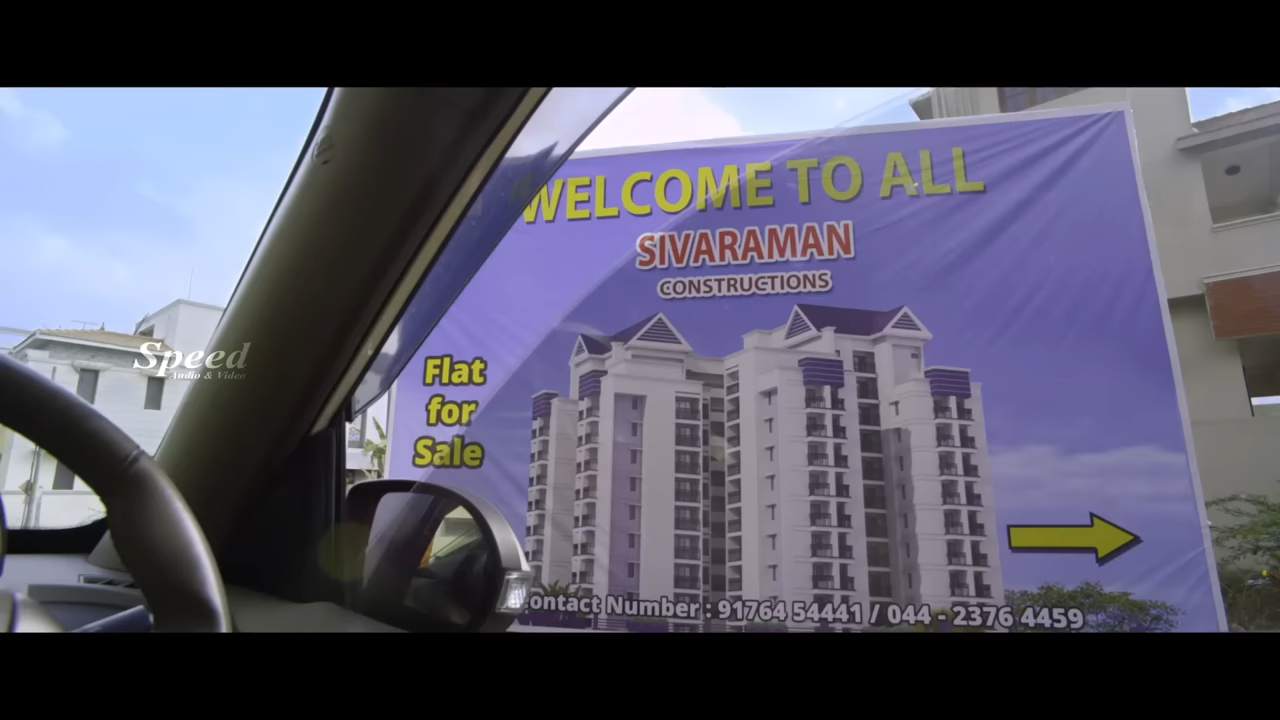 WELCOME TO ALL
SIVARAMAN
CONSTRUCTIONS
Flat
for
Sale
Contact Number : 91764 54441 / 044 - 2376 4459
Speed
Audio & Video